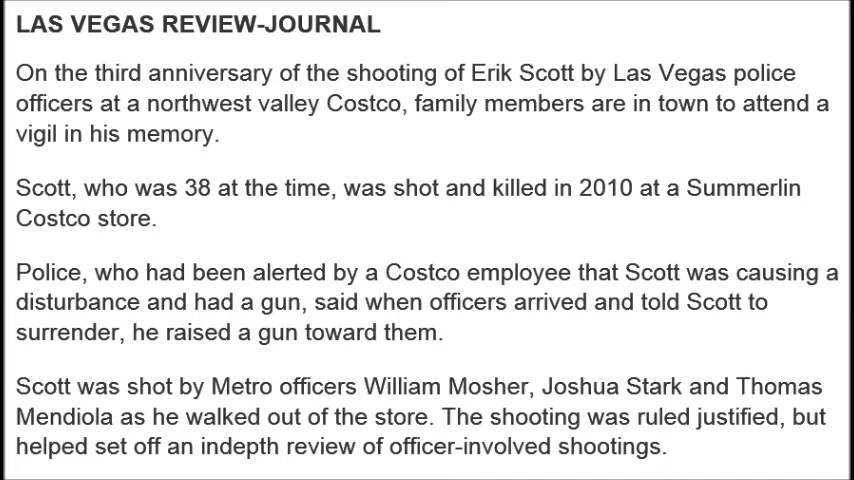 LAS VEGAS REVIEW-JOURNAL
On the third anniversary of the shooting of Erik Scott by Las Vegas police
officers at a northwest valley Costco, family members are in town to attend a
vigil in his memory.
Scott, who was 38 at the time, was shot and killed in 2010 at a Summerlin
Costco store.
Police, who had been alerted by a Costco employee that Scott was causing a
disturbance and had a gun, said when officers arrived and told Scott to
surrender, he raised a gun toward them.
Scott was shot by Metro officers William Mosher, Joshua Stark and Thomas
Mendiola as he walked out of the store. The shooting was ruled justified, but
helped set off an indepth review of officer-involved shootings.